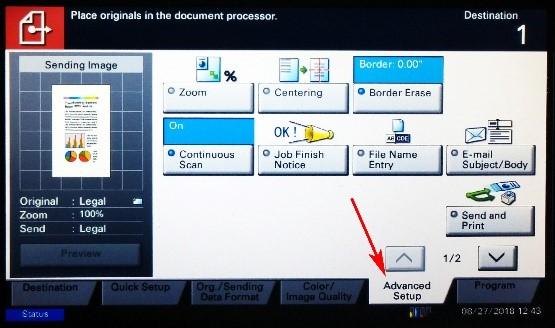 Place originals in the document processor.
Destination
1
Sending Image
%
Zoom
Centering
Border: 0.00"
Border Erase
On
Continuous
Scan
OK!
Job Finish
Notice
File Name
Entry
E-mail
Subject/Body
Original : Legal
Zoom : 100%
Send : Legal
Send and
Print
Preview
1/2
Destination
Quick Setup
Org./Sending
Data Format
Color/
Image Quality
Advanced
Setup
Program
Status
08/27/2018 12:43